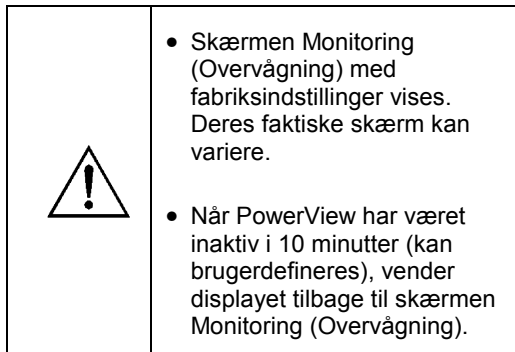 • Skærmen Monitoring
(Overvågning) med
fabriksindstillinger vises.
Deres faktiske skærm kan
variere.
• Når PowerView har været
inaktiv i 10 minutter (kan
brugerdefineres), vender
displayet tilbage til skærmen
Monitoring (Overvågning).